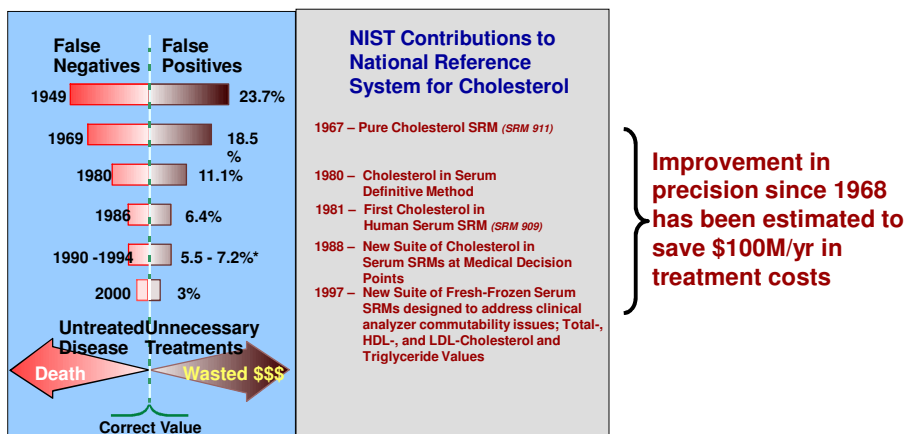 False
Negatives
False
Positives
1949
23.7%
1969
18.5
%
1980
11.1%
1986
6.4%
1990 -1994
5.5 - 7.2%*
2000
3%
Untreated
Disease
Unnecessary
Treatments
Death
Wasted $$$
Correct Value
NIST Contributions to
National Reference
System for Cholesterol
1967 – Pure Cholesterol SRM (SRM 911)
1980 – Cholesterol in Serum
Definitive Method
1981 – First Cholesterol in
Human Serum SRM (SRM 909)
1988 – New Suite of Cholesterol in
Serum SRMs at Medical Decision
Points
1997 – New Suite of Fresh-Frozen Serum
SRMs designed to address clinical
analyzer commutability issues; Total-,
HDL-, and LDL-Cholesterol and
Triglyceride Values
Improvement in
precision since 1968
has been estimated to
save $100M/yr in
treatment costs